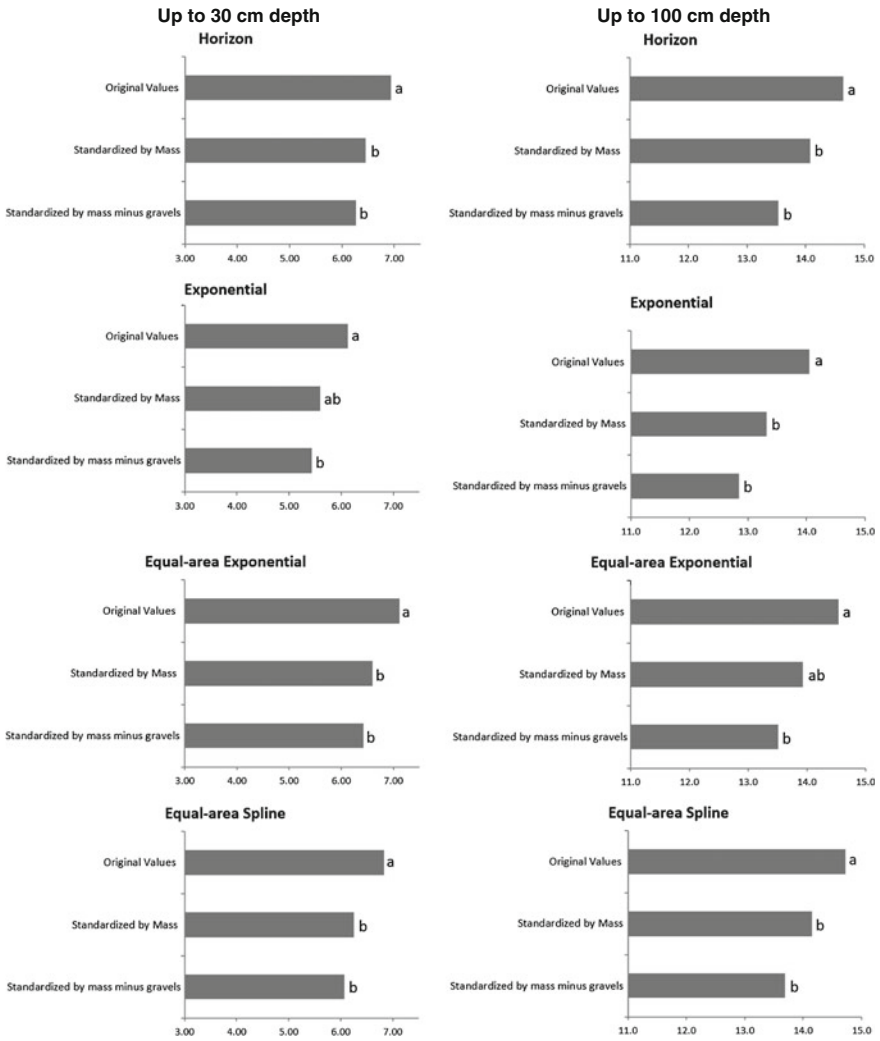 Up to 30 cm depth
Horizon
Original Values a
Standardized by Mass b
Standardized by mass minus gravels b
3.00 4.00 5.00 6.00 7.00
Exponential
Original Values a
Standardized by Mass ab
Standardized by mass minus gravels b
3.00 4.00 5.00 6.00 7.00
Equal-area Exponential
Original Values a
Standardized by Mass b
Standardized by mass minus gravels b
3.00 4.00 5.00 6.00 7.00
Equal-area Spline
Original Values a
Standardized by Mass b
Standardized by mass minus gravels b
3.00 4.00 5.00 6.00 7.00
Up to 100 cm depth
Horizon
Original Values a
Standardized by Mass b
Standardized by mass minus gravels b
11.0 12.0 13.0 14.0 15.0
Exponential
Original Values a
Standardized by Mass b
Standardized by mass minus gravels b
11.0 12.0 13.0 14.0 15.0
Equal-area Exponential
Original Values a
Standardized by Mass ab
Standardized by mass minus gravels b
11.0 12.0 13.0 14.0 15.0
Equal-area Spline
Original Values a
Standardized by Mass b
Standardized by mass minus gravels b
11.0 12.0 13.0 14.0 15.0